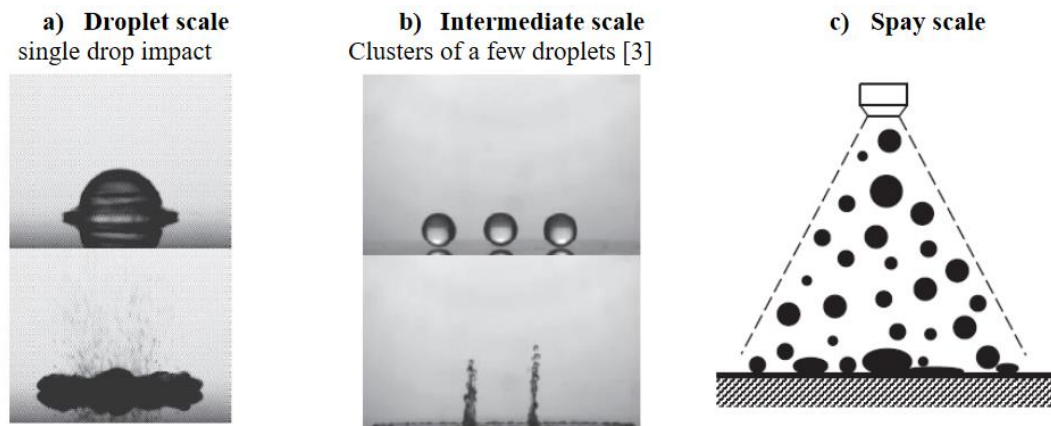 a) Droplet scale
single drop impact
b) Intermediate scale
Clusters of a few droplets [3]
c) Spay scale